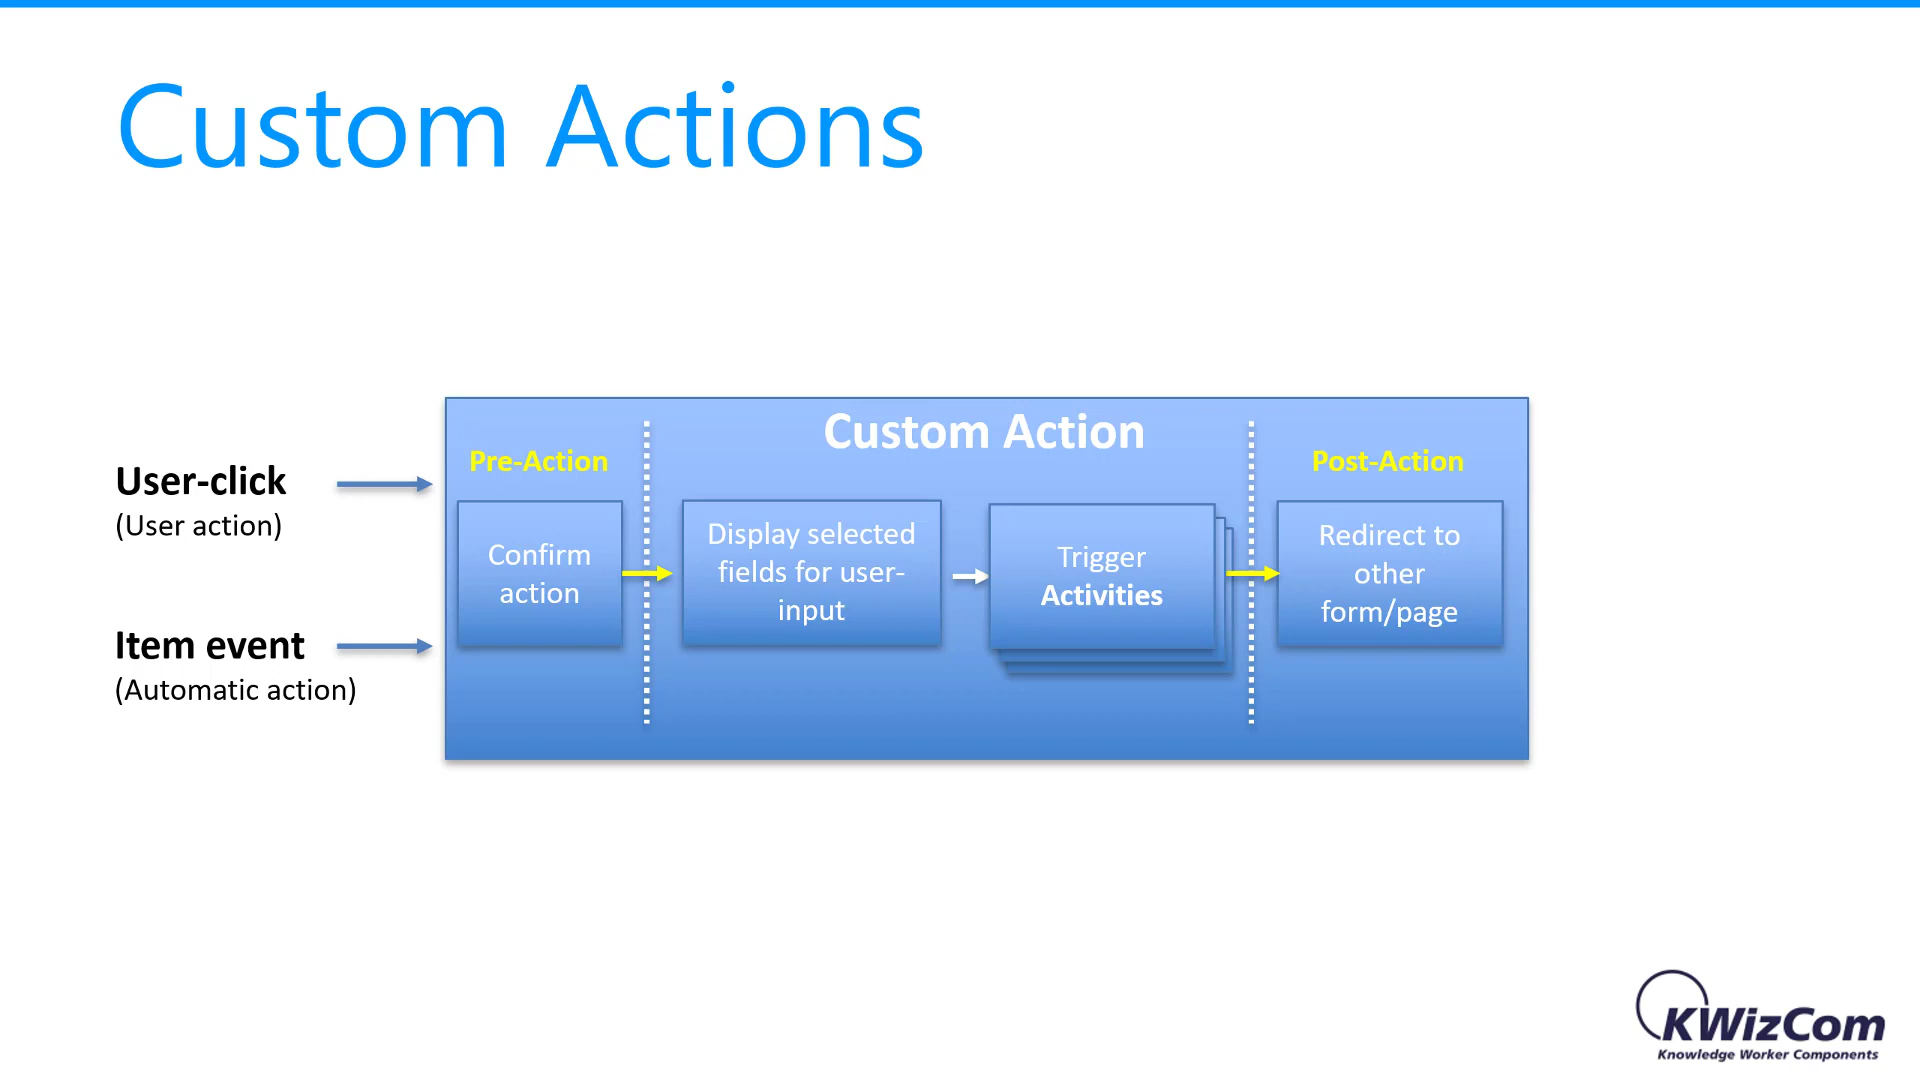 Custom Actions
User-click
(User action)
Item event
(Automatic action)
Custom Action
Pre-Action
Confirm
action
Display selected
fields for user-
input
Trigger
Activities
Post-Action
Redirect to
other
form/page
KWizCom
Knowledge Worker Components